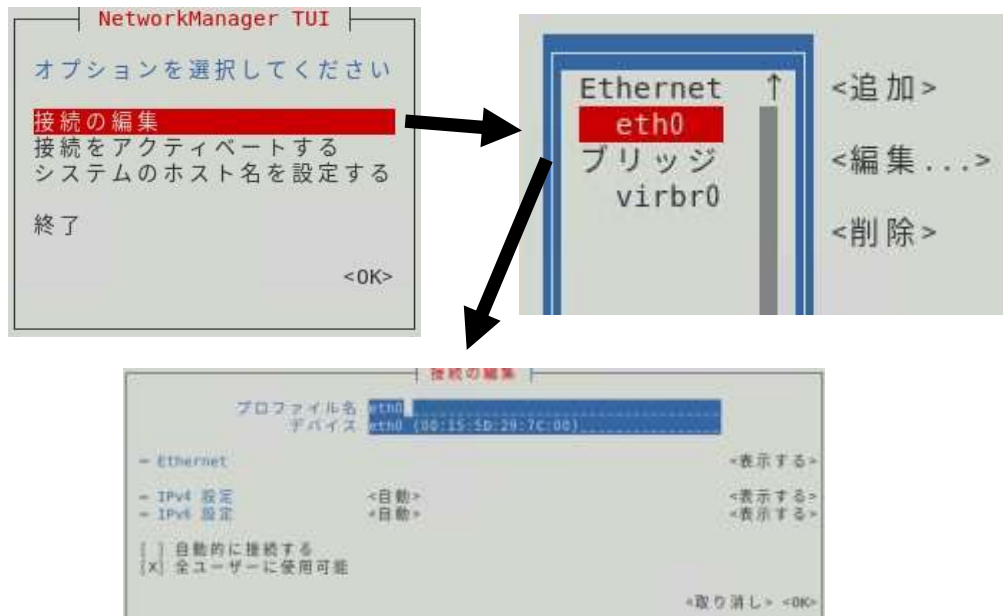 NetworkManager TUI
オプションを選択してください
接続の編集
接続をアクティベートする
システムのホスト名を設定する
終了
<OK>
Ethernet ↑
eth0
ブリッジ
virbr0
<追加>
<編集...>
<削除>
接続の編集
プロファイル名 eth0
デバイス eth0 (00:15:5D:29:7C:00)
= Ethernet <表示する>
= IPv4 設定 <自動> <表示する>
= IPv6 設定 <自動> <表示する>
[ ] 自動的に接続する
[X] 全ユーザーに使用可能
<取り消し> <OK>